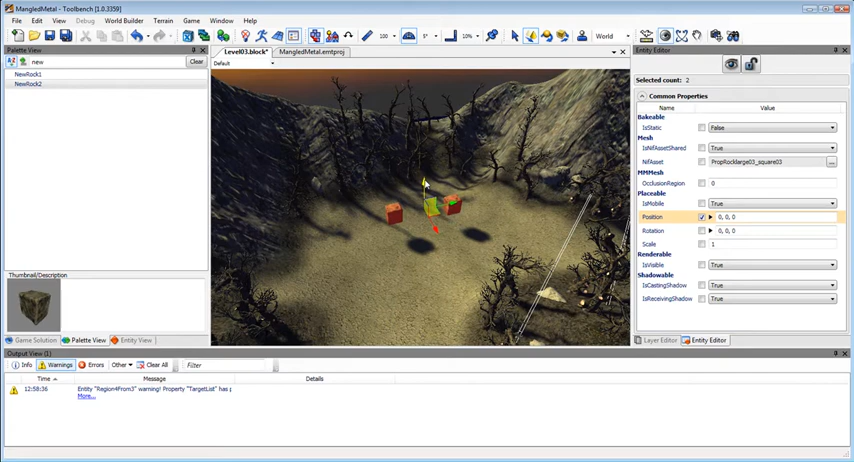 MangledMetal - Toolbench [1.0.3359]
File Edit View Debug World Builder Terrain Game Window Help
100 5° 10% World
Palette View
new Clear
NewRock1
NewRock2
Thumbnail/Description
Game Solution Palette View Entity View
Level03.block* MangledMetal.emtproj
Default
Entity Editor
Selected count: 2
Common Properties
Name Value
Bakeable
IsStatic False
Mesh
IsNifAssetShared True
NifAsset PropRocklarge03_square03 ...
MMMesh
OcclusionRegion 0
Placeable
IsMobile True
Position 0, 0, 0
Rotation 0, 0, 0
Scale 1
Renderable
IsVisible True
Shadowable
IsCastingShadow True
IsReceivingShadow True
Layer Editor Entity Editor
Output View (1)
Info Warnings Errors Other Clear All Filter
Time Message Details
12:58:36 Entity "Region4From3" warning! Property "TargetList" has p
More...